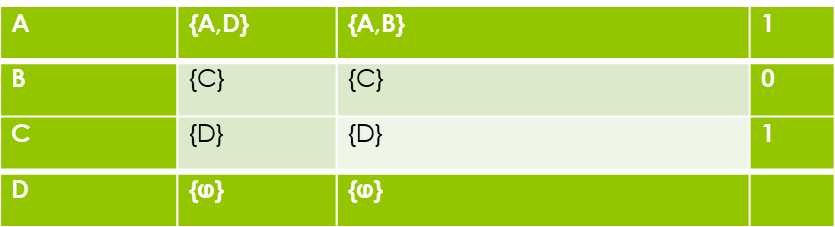 A {A,D} {A,B} 1
B {C} {C} 0
C {D} {D} 1
D {φ} {φ}